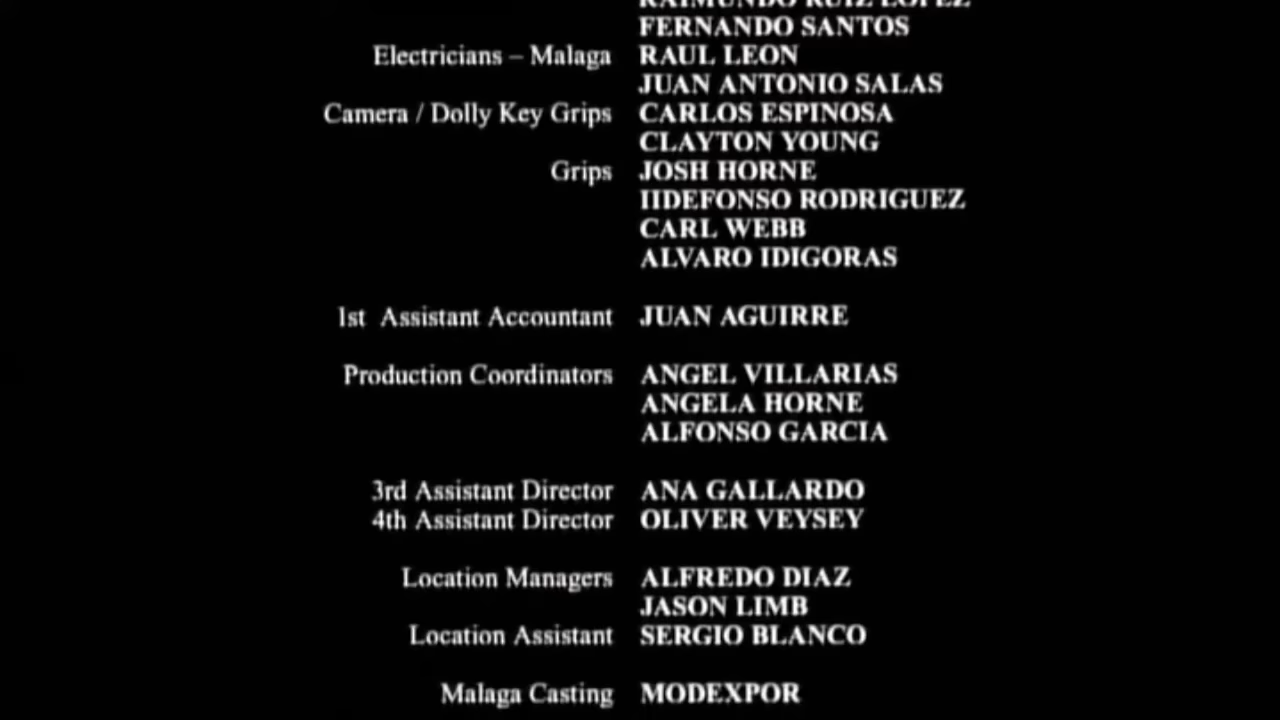 RAIMUNDO RUIZ LOPEZ
FERNANDO SANTOS
Electricians – Malaga RAUL LEON
JUAN ANTONIO SALAS
Camera / Dolly Key Grips CARLOS ESPINOSA
CLAYTON YOUNG
Grips JOSH HORNE
IIDEFONSO RODRIGUEZ
CARL WEBB
ALVARO IDIGORAS
1st Assistant Accountant JUAN AGUIRRE
Production Coordinators ANGEL VILLARIAS
ANGELA HORNE
ALFONSO GARCIA
3rd Assistant Director ANA GALLARDO
4th Assistant Director OLIVER VEYSEY
Location Managers ALFREDO DIAZ
JASON LIMB
Location Assistant SERGIO BLANCO
Malaga Casting MODEXPOR